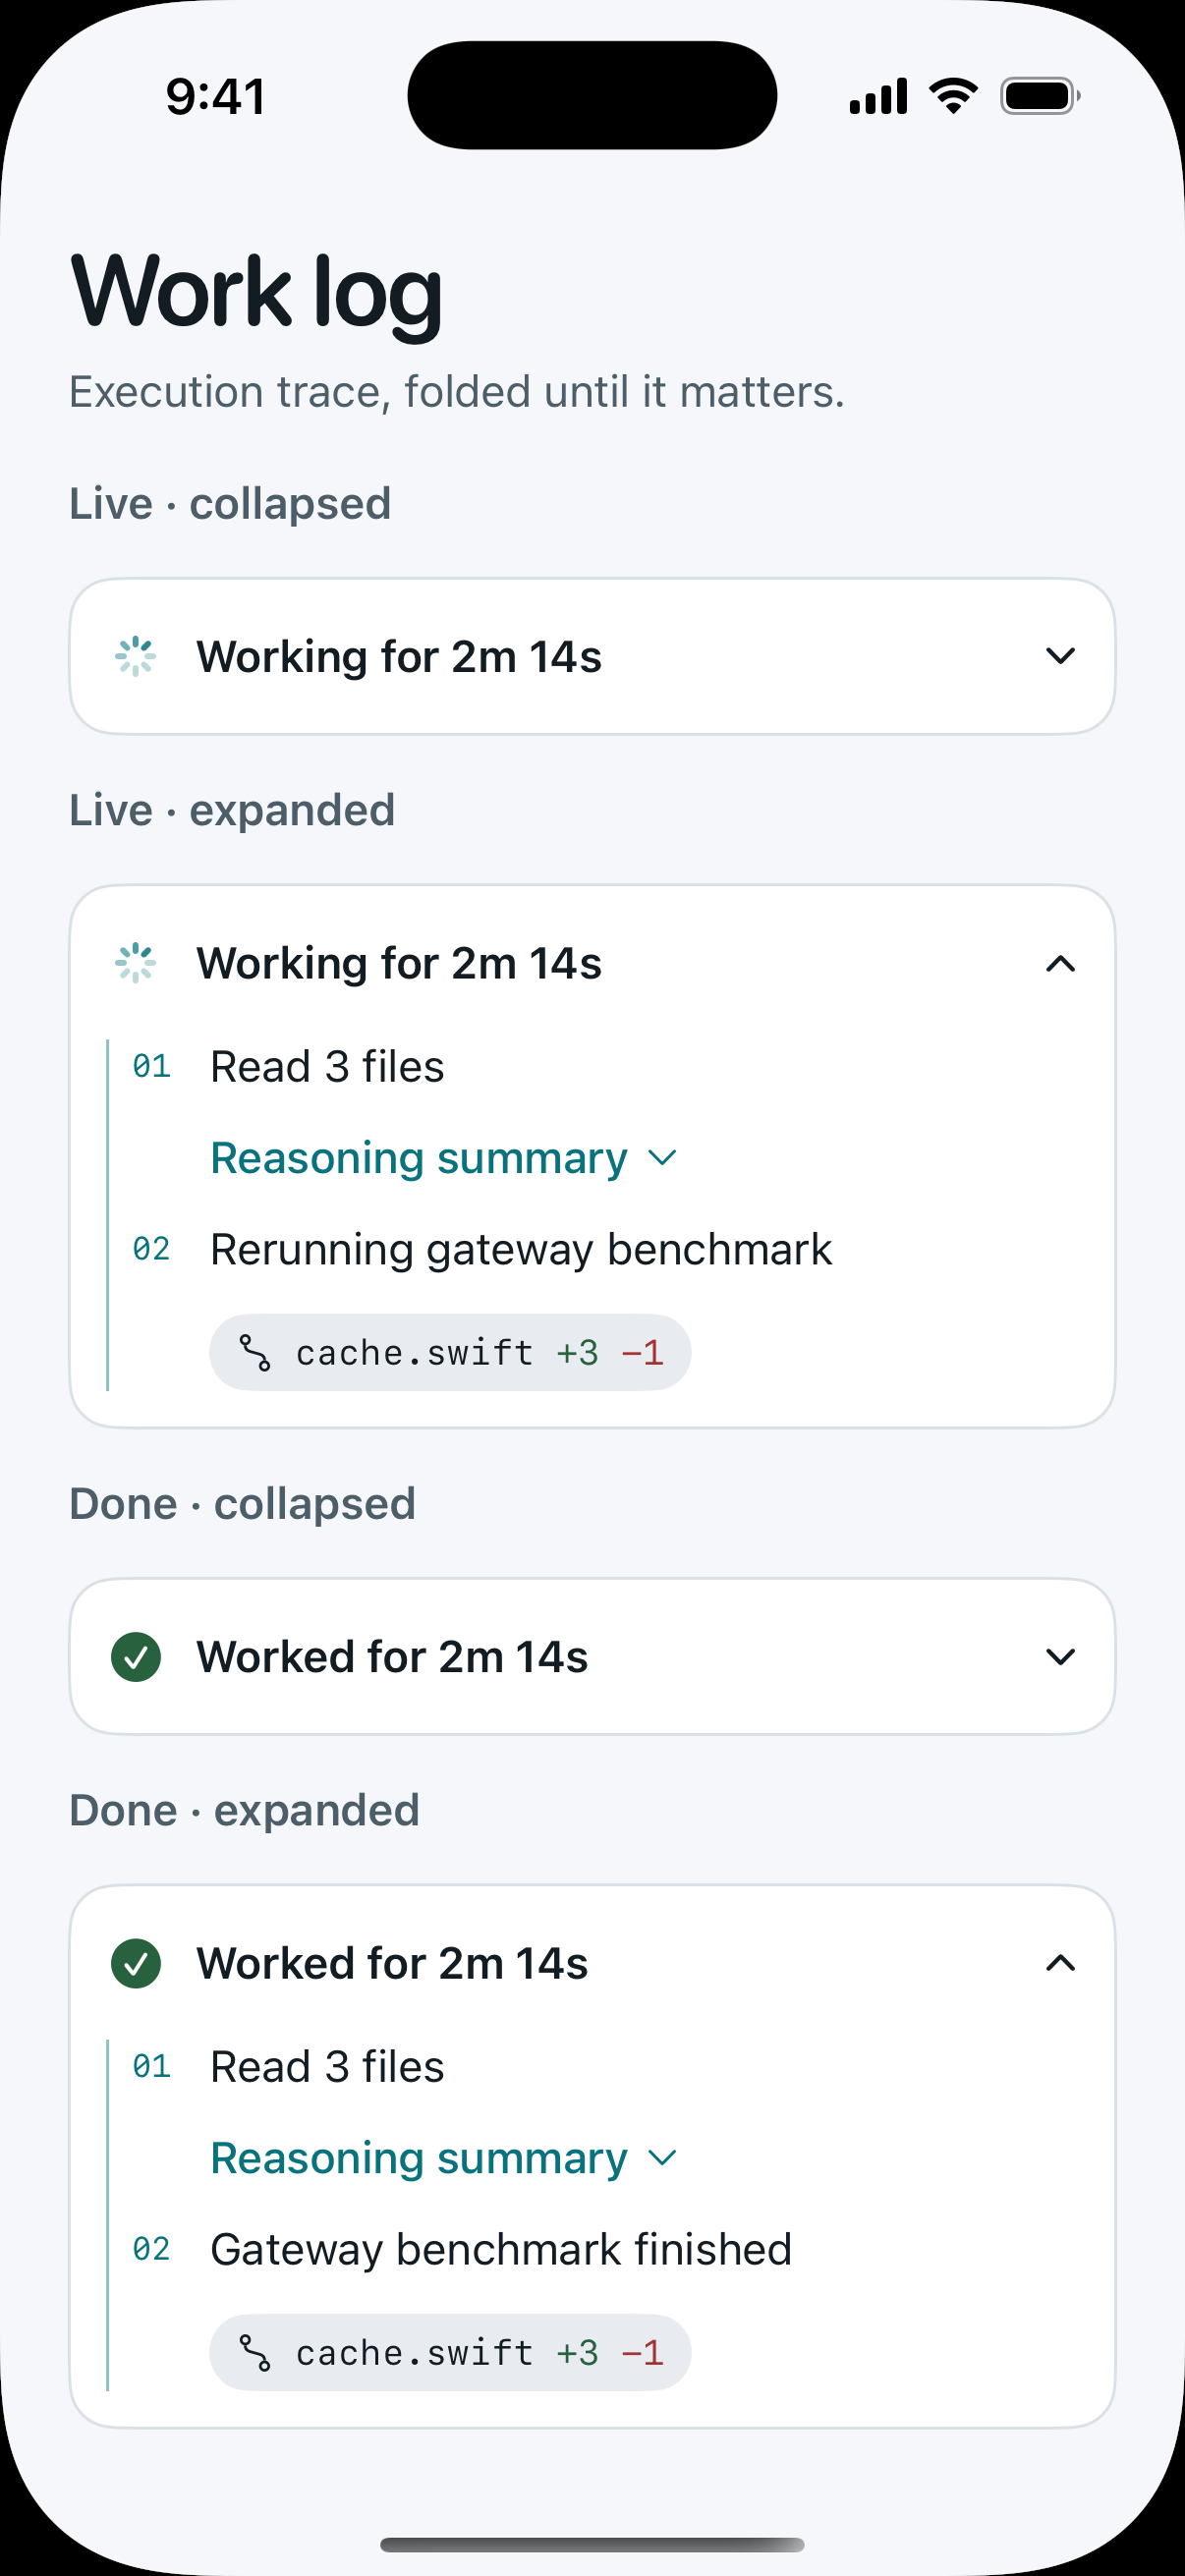 9:41
Work log
Execution trace, folded until it matters.
Live · collapsed
Working for 2m 14s
Live · expanded
Working for 2m 14s
01 Read 3 files
Reasoning summary
02 Rerunning gateway benchmark
cache.swift +3 −1
Done · collapsed
Worked for 2m 14s
Done · expanded
Worked for 2m 14s
01 Read 3 files
Reasoning summary
02 Gateway benchmark finished
cache.swift +3 −1